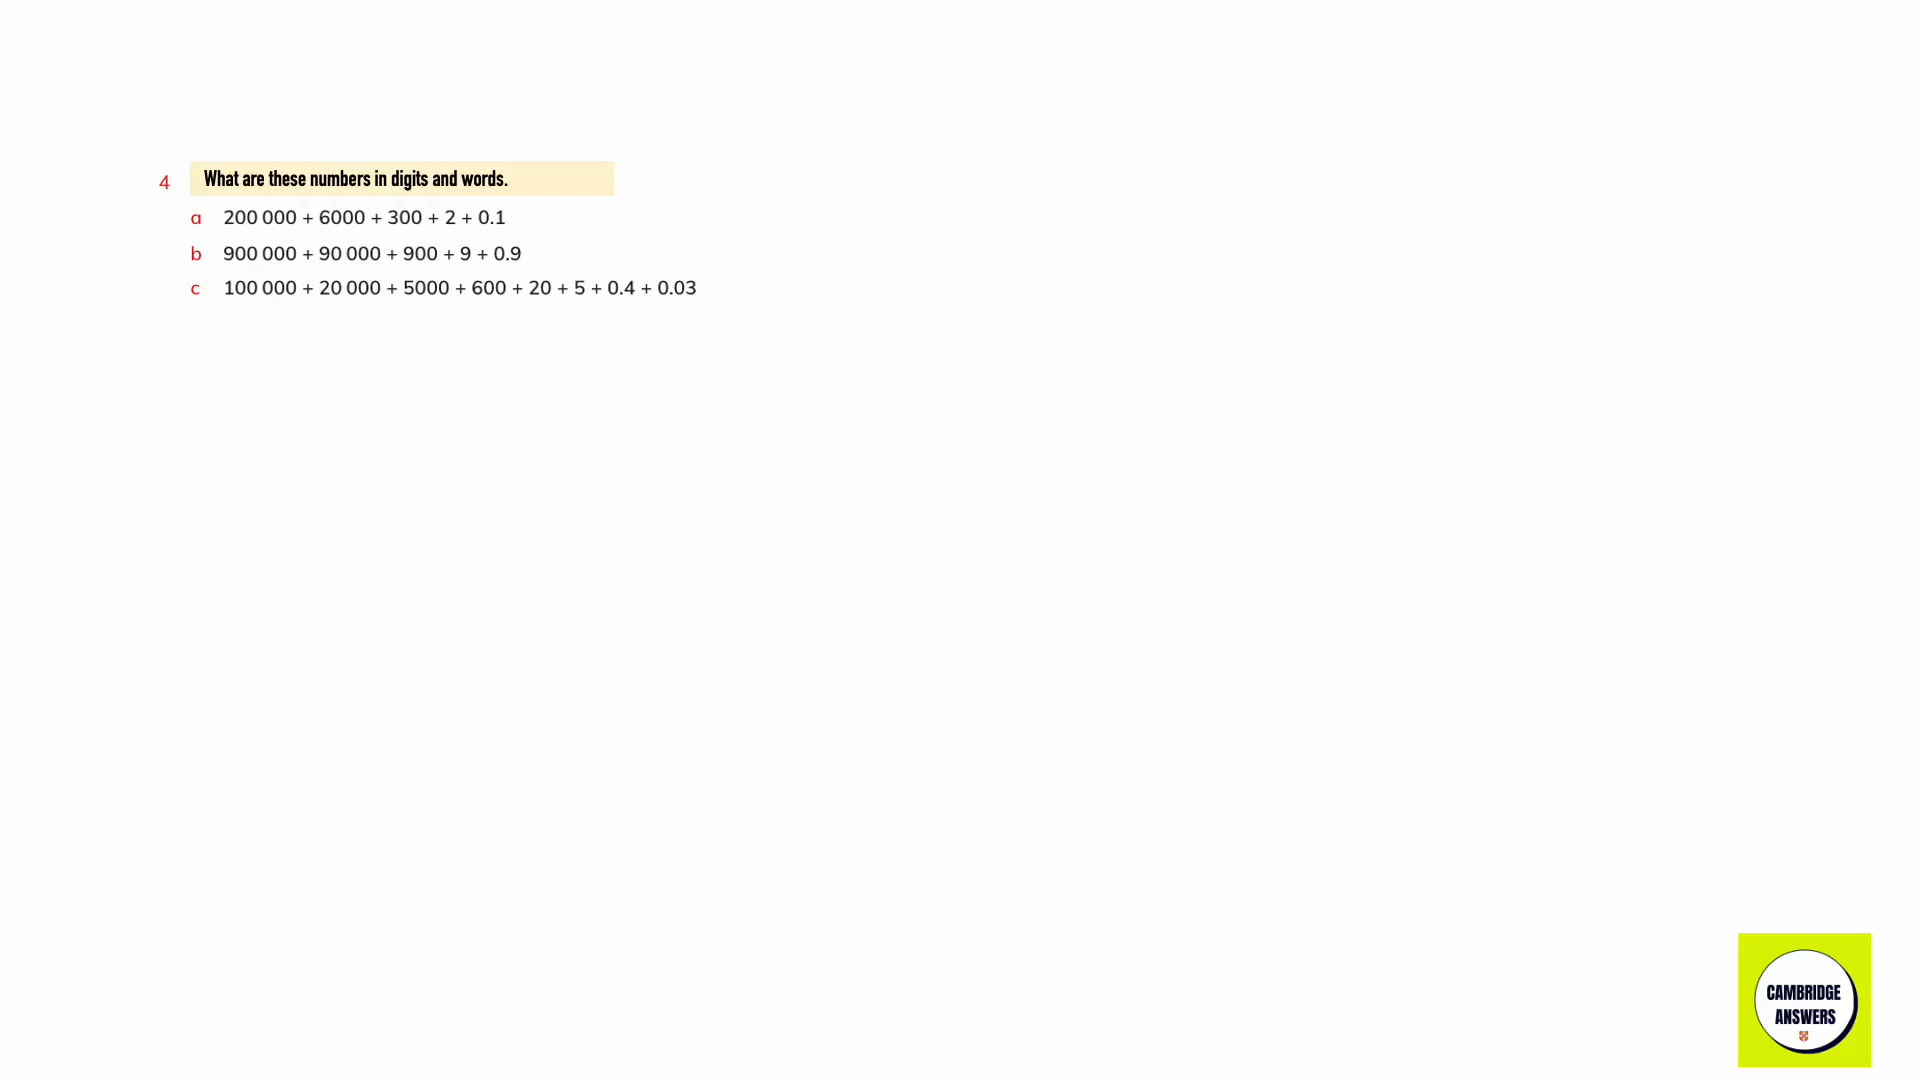 4 What are these numbers in digits and words.
a 200 000 + 6000 + 300 + 2 + 0.1
b 900 000 + 90 000 + 900 + 9 + 0.9
c 100 000 + 20 000 + 5000 + 600 + 20 + 5 + 0.4 + 0.03
CAMBRIDGE
ANSWERS